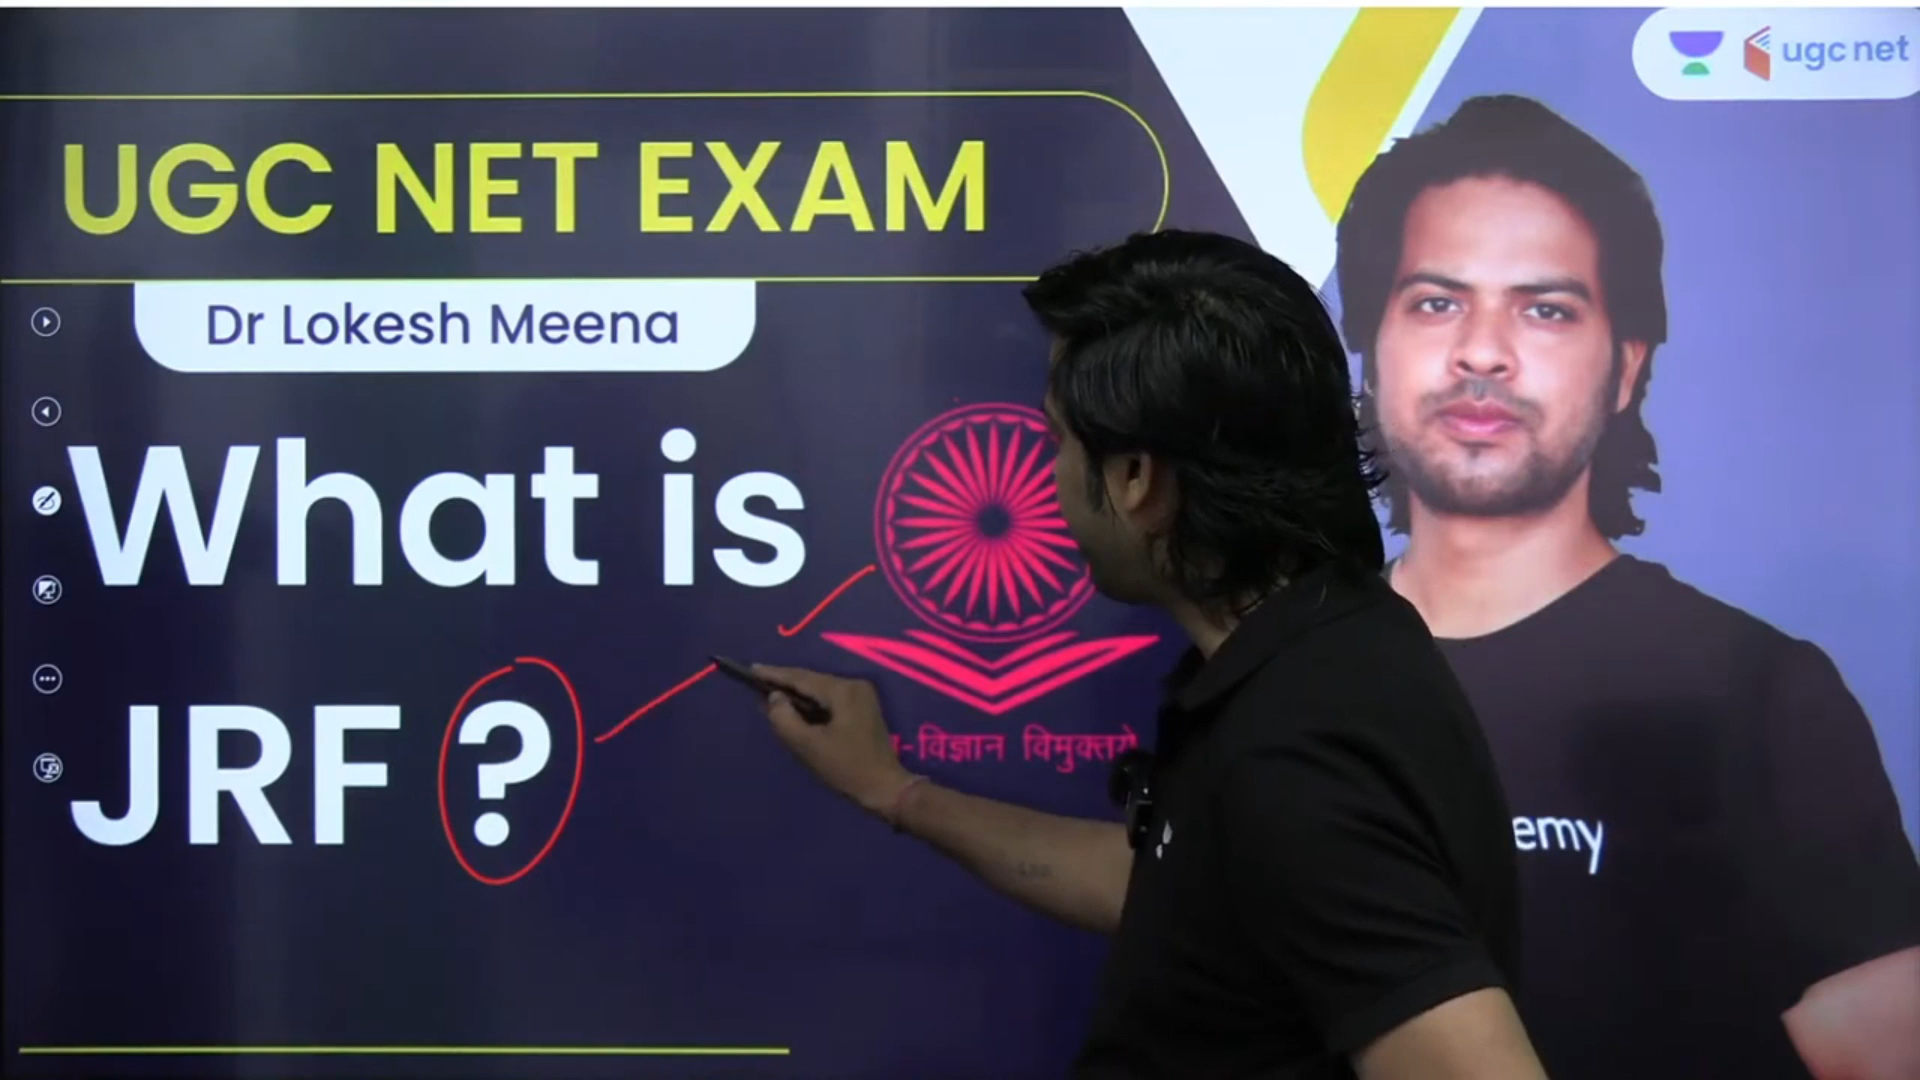 ugc net
UGC NET EXAM
Dr Lokesh Meena
What is
JRF ?
-विज्ञान विमुक्तये
emy